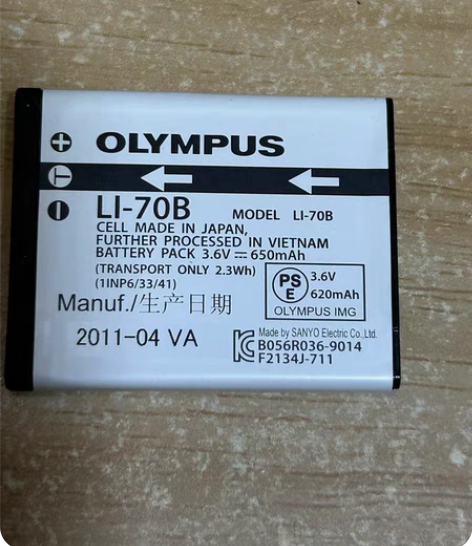 OLYMPUS
LI-70B MODEL LI-70B
CELL MADE IN JAPAN,
FURTHER PROCESSED IN VIETNAM
BATTERY PACK 3.6V⎓650mAh
(TRANSPORT ONLY 2.3Wh)
(1INP6/33/41)
PS E 3.6V
620mAh
OLYMPUS IMG
Manuf./生产日期
2011-04 VA
Made by SANYO Electric Co.,Ltd.
B056R036-9014
F2134J-711